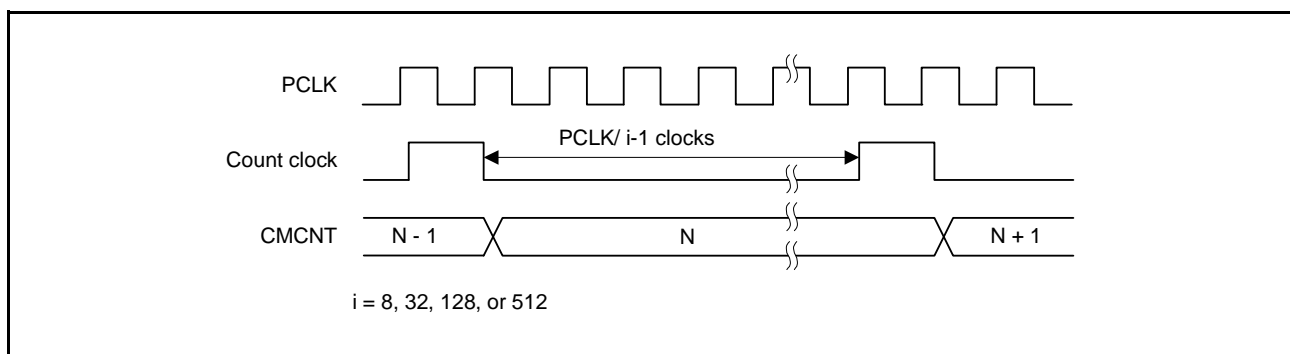 PCLK
PCLK/ i-1 clocks
Count clock
CMCNT N - 1 N N + 1
i = 8, 32, 128, or 512